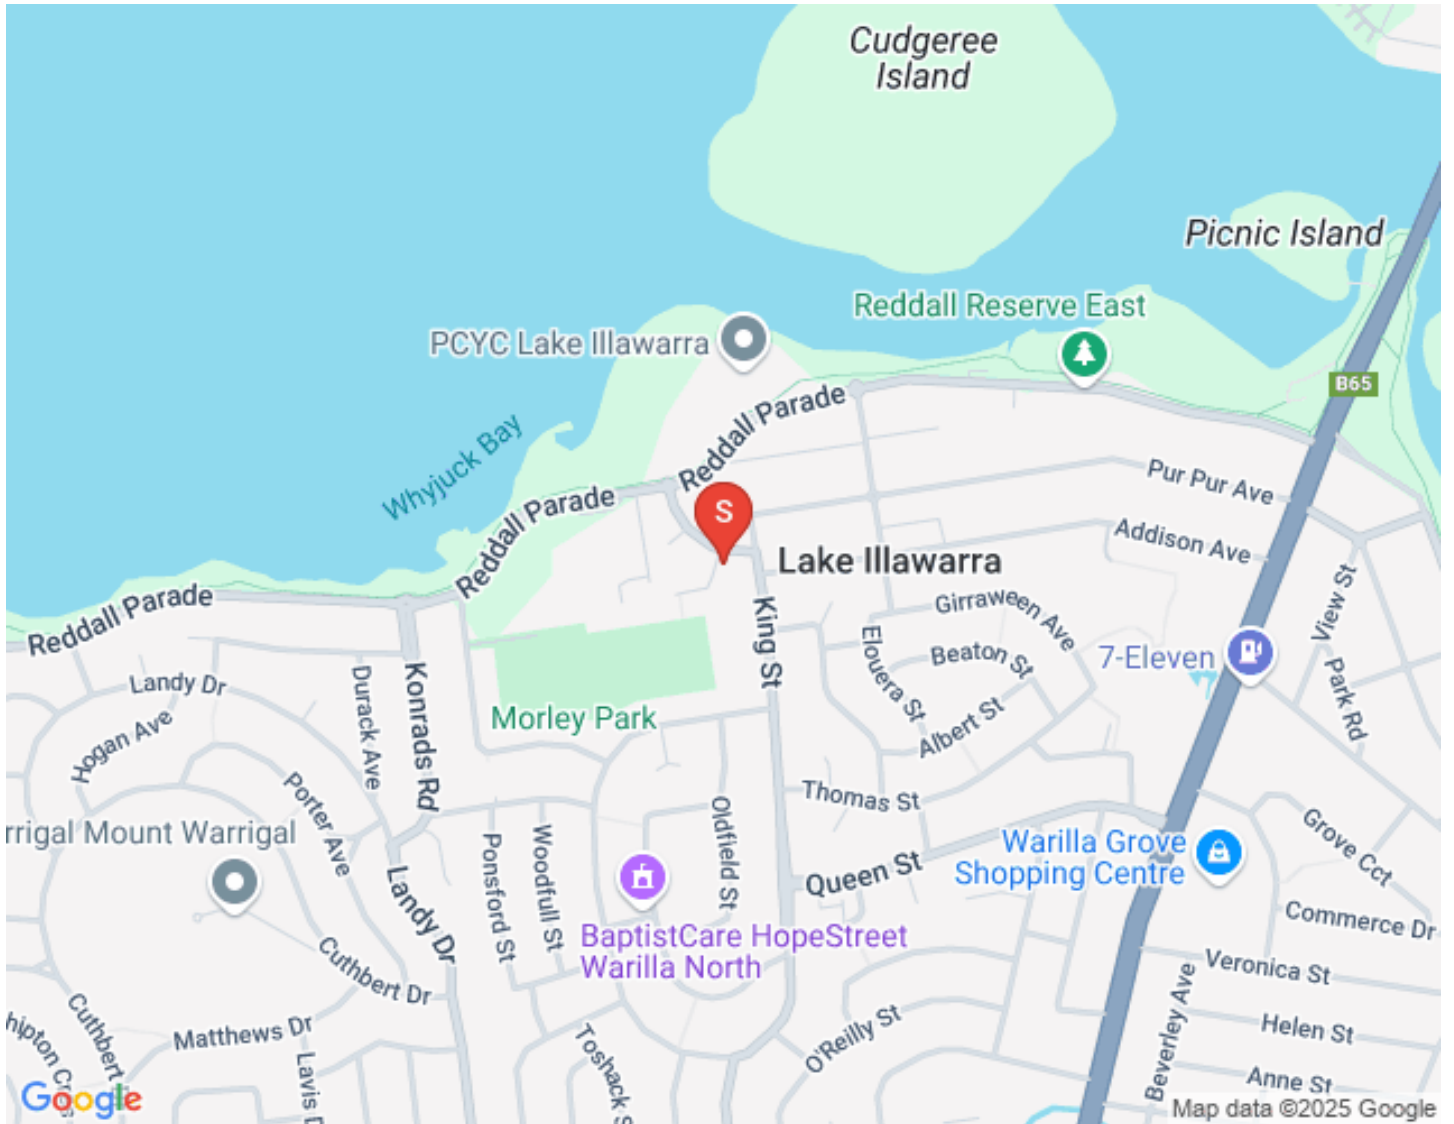 Cudgeree
Island
Picnic Island
Reddall Reserve East
PCYC Lake Illawarra
B65
Reddall Parade
Whyjuck Bay
Pur Pur Ave
Reddall Parade
S
Addison Ave
Lake Illawarra
Reddall Parade
View St
Girraween Ave
King St
Elouera St
Beaton St
7-Eleven
Park Rd
Landy Dr
Durack Ave
Konrads Rd
Hogan Ave
Morley Park
Albert St
Porter Ave
Thomas St
Oldfield St
Grove Cct
rrigal Mount Warrigal
Ponsford St
Woodfull St
Warilla Grove
Shopping Centre
Queen St
Landy Dr
Commerce Dr
BaptistCare HopeStreet
Warilla North
Veronica St
Cuthbert Dr
Beverley Ave
Cuthbert
Matthews Dr
O'Reilly St
Helen St
hipton Cr
Lavis D
Toshack S
Anne St
Google
Map data ©2025 Google